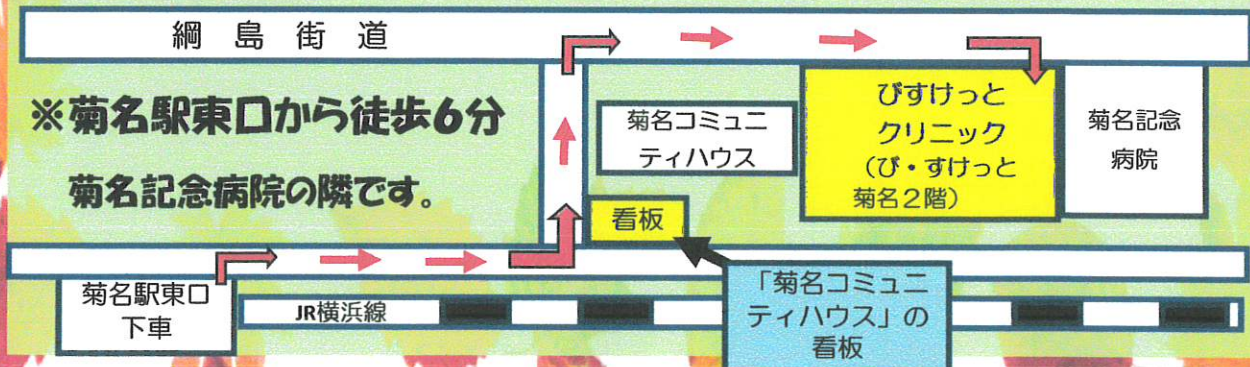 綱島街道
※菊名駅東口から徒歩6分
菊名記念病院の隣です。
菊名コミュニ
ティハウス
びすけっと
クリニック
(び・すけっと
菊名2階)
菊名記念
病院
看板
菊名駅東口
下車
JR横浜線
「菊名コミュニ
ティハウス」の
看板